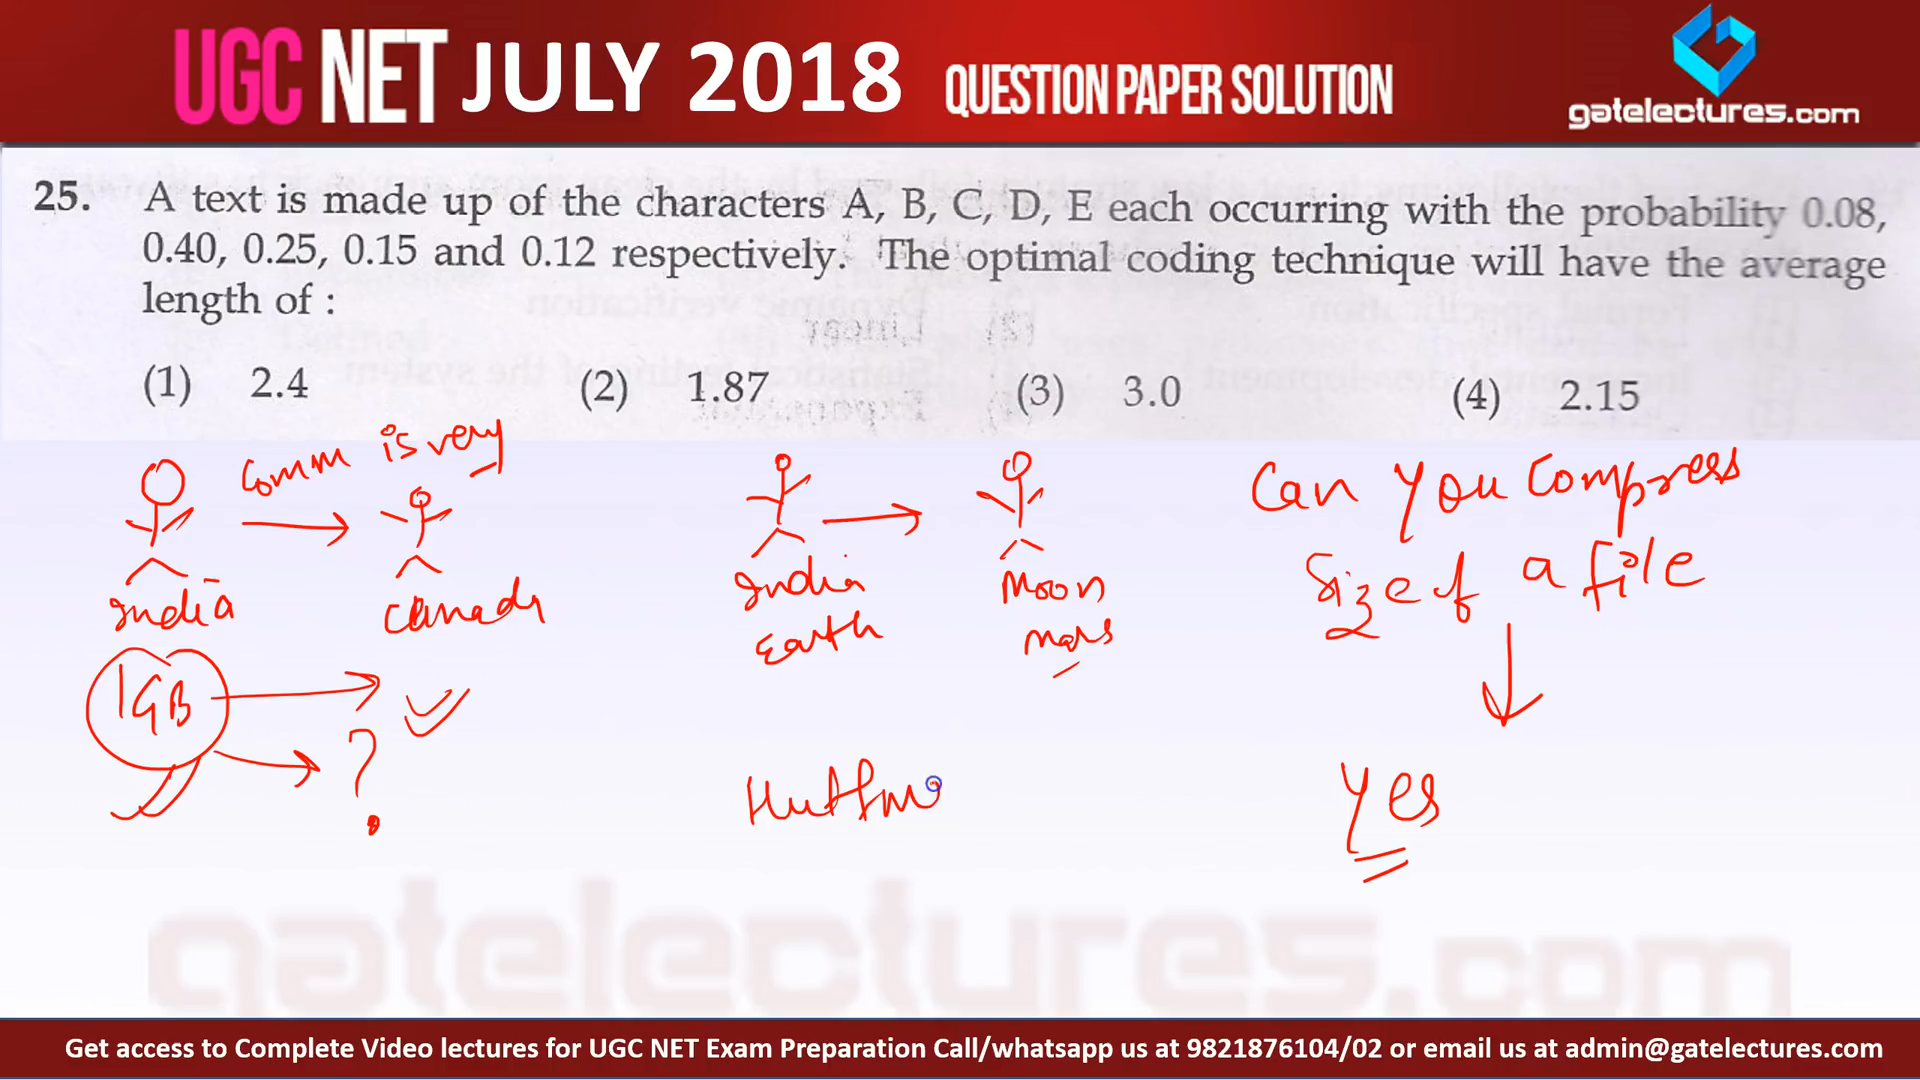 UGC NET JULY 2018 QUESTION PAPER SOLUTION
gatelectures.com
25. A text is made up of the characters A, B, C, D, E each occurring with the probability 0.08,
0.40, 0.25, 0.15 and 0.12 respectively. The optimal coding technique will have the average
length of :
(1) 2.4 (2) 1.87 (3) 3.0 (4) 2.15
Comm is very
India
Canada
1GB
?
India
Earth
Moon
mars
Huffm
Can you compress
size of a file
Yes
gatelectures.com
Get access to Complete Video lectures for UGC NET Exam Preparation Call/whatsapp us at 9821876104/02 or email us at admin@gatelectures.com